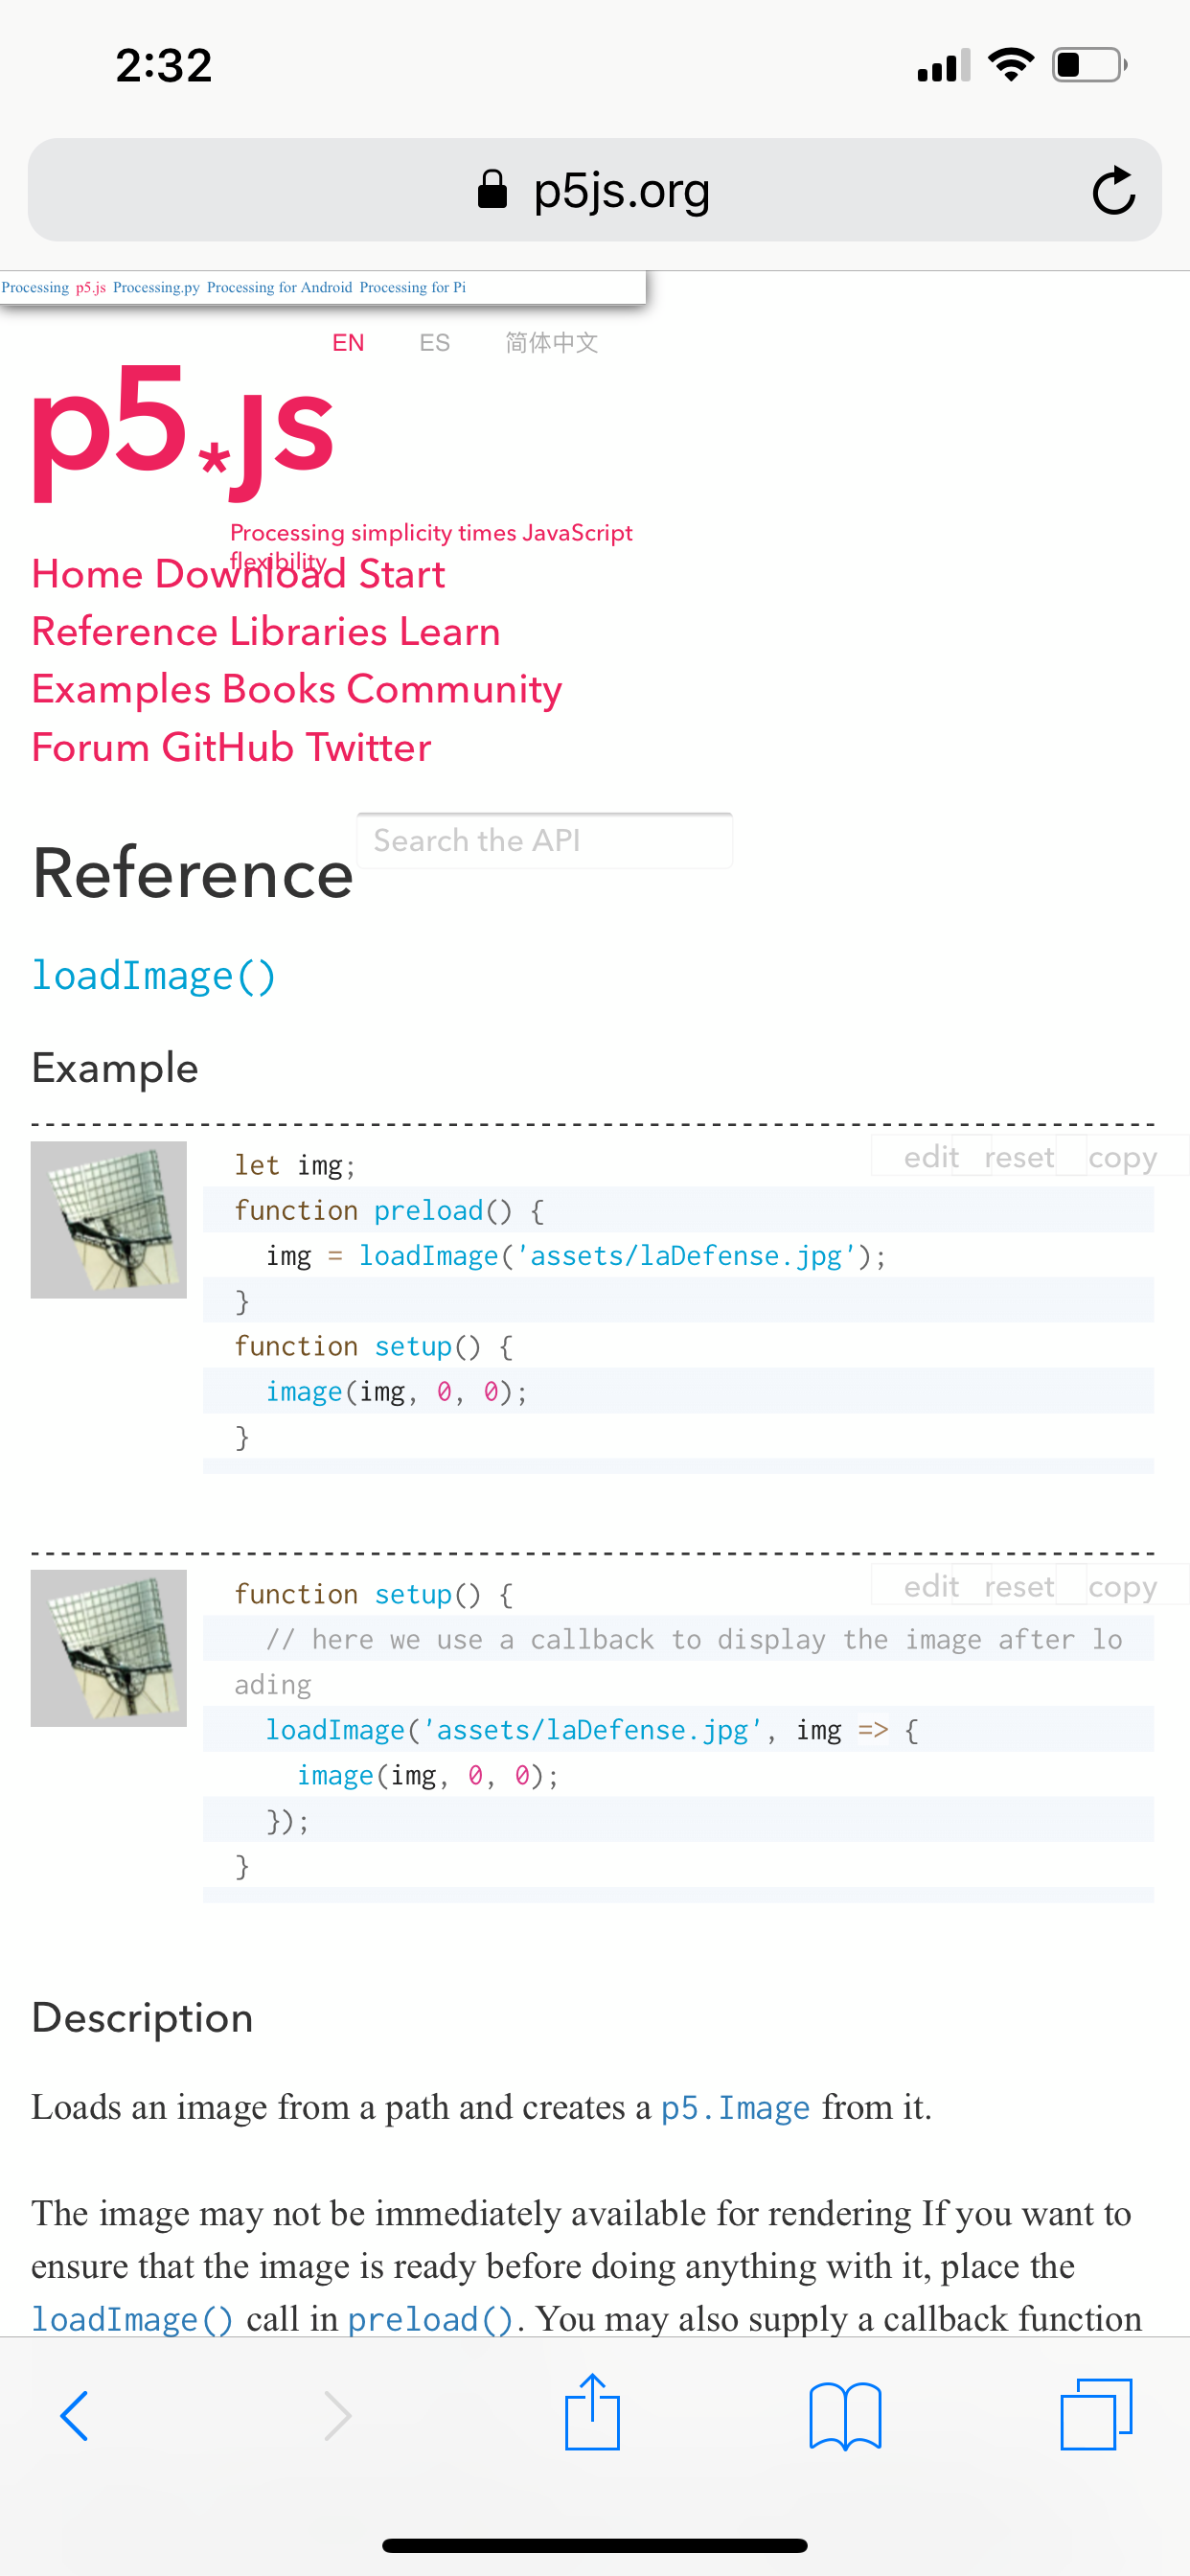 2:32
p5js.org
Processing p5.js Processing.py Processing for Android Processing for Pi
EN ES 简体中文
p5*js
Processing simplicity times JavaScript
flexibility
Home Download Start
Reference Libraries Learn
Examples Books Community
Forum GitHub Twitter
Search the API
Reference
loadImage()
Example
edit reset copy
let img;
function preload() {
  img = loadImage('assets/laDefense.jpg');
}
function setup() {
  image(img, 0, 0);
}
edit reset copy
function setup() {
  // here we use a callback to display the image after lo
ading
  loadImage('assets/laDefense.jpg', img => {
    image(img, 0, 0);
  });
}
Description
Loads an image from a path and creates a p5.Image from it.
The image may not be immediately available for rendering If you want to
ensure that the image is ready before doing anything with it, place the
loadImage() call in preload(). You may also supply a callback function